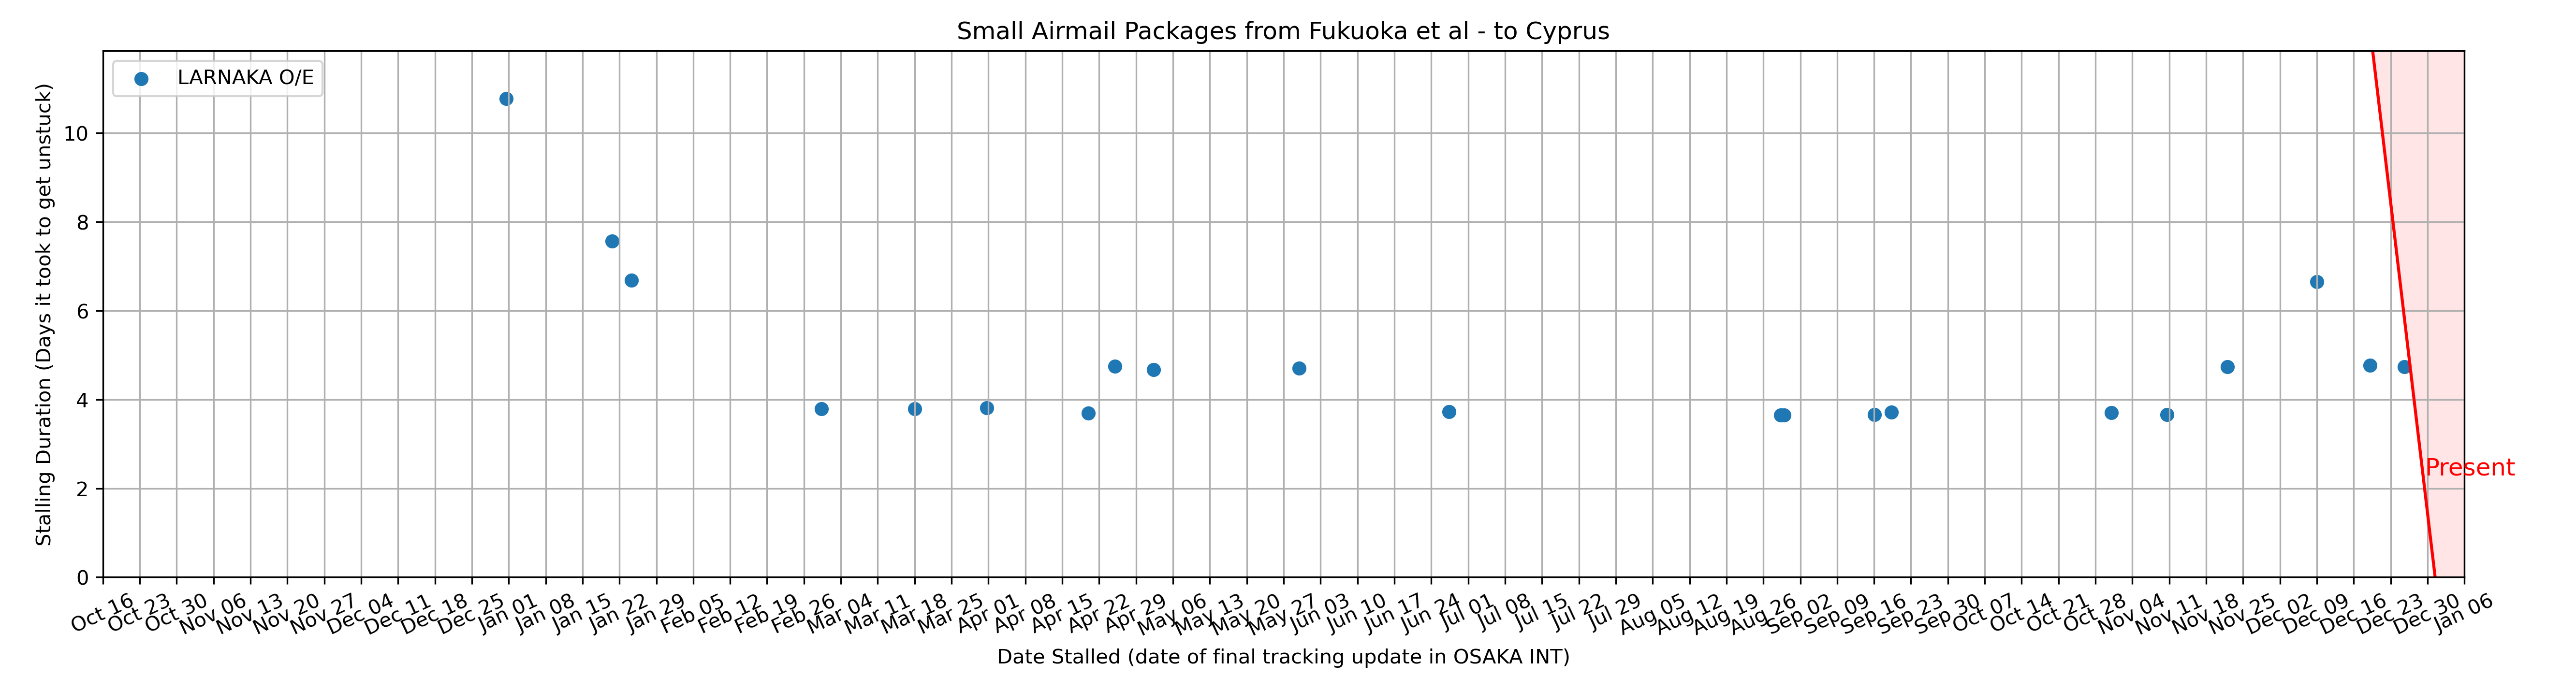 Small Airmail Packages from Fukuoka et al - to Cyprus
LARNAKA O/E
Stalling Duration (Days it took to get unstuck)
10
8
6
4
2
0
Present
Oct 16
Oct 23
Oct 30
Nov 06
Nov 13
Nov 20
Nov 27
Dec 04
Dec 11
Dec 18
Dec 25
Jan 01
Jan 08
Jan 15
Jan 22
Jan 29
Feb 05
Feb 12
Feb 19
Feb 26
Mar 04
Mar 11
Mar 18
Mar 25
Apr 01
Apr 08
Apr 15
Apr 22
Apr 29
May 06
May 13
May 20
May 27
Jun 03
Jun 10
Jun 17
Jun 24
Jul 01
Jul 08
Jul 15
Jul 22
Jul 29
Aug 05
Aug 12
Aug 19
Aug 26
Sep 02
Sep 09
Sep 16
Sep 23
Sep 30
Oct 07
Oct 14
Oct 21
Oct 28
Nov 04
Nov 11
Nov 18
Nov 25
Dec 02
Dec 09
Dec 16
Dec 23
Dec 30
Jan 06
Date Stalled (date of final tracking update in OSAKA INT)